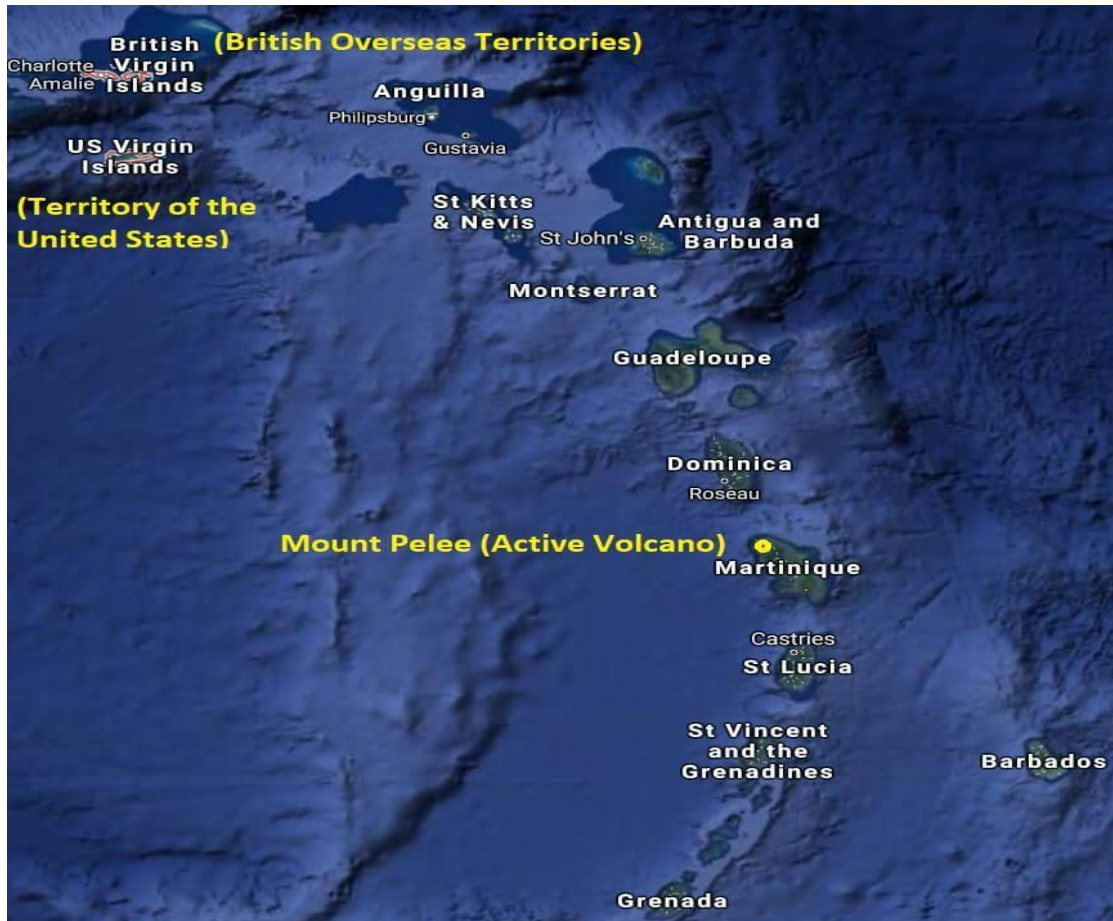 British (British Overseas Territories)
Charlotte Virgin
Amalie Islands
Anguilla
Philipsburg
Gustavia
US Virgin
Islands
(Territory of the
United States)
St Kitts
& Nevis
Antigua and
St John's Barbuda
Montserrat
Guadeloupe
Dominica
Roseau
Mount Pelee (Active Volcano)
Martinique
Castries
St Lucia
St Vincent
and the
Grenadines
Barbados
Grenada